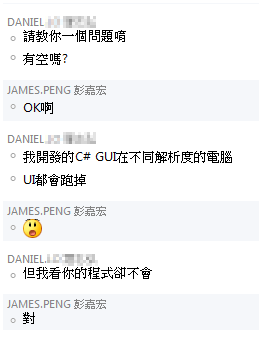 DANIEL
請教你一個問題唷
有空嗎?
JAMES.PENG 彭嘉宏
OK啊
DANIEL
我開發的C# GUI在不同解析度的電腦
UI都會跑掉
JAMES.PENG 彭嘉宏
DANIEL
但我看你的程式卻不會
JAMES.PENG 彭嘉宏
對